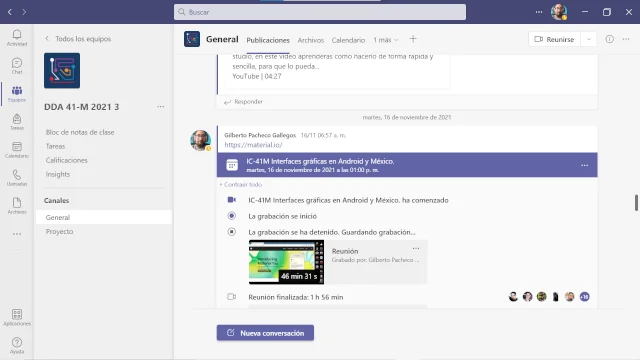 Buscar
Actividad
Chat
Equipos
Tareas
Calendario
Llamadas
Archivos
Aplicaciones
Ayuda
Todos los equipos
DDA 41-M 2021 3
Bloc de notas de clase
Tareas
Calificaciones
Insights
Canales
General
Proyecto
General
Publicaciones
Archivos
Calendario
1 más
Reunirse
studio, en este video aprenderas como hacerlo de forma rapida y
sencilla, para que lo pueda...
YouTube | 04:27
Responder
martes, 16 de noviembre de 2021
Gilberto Pacheco Gallegos 16/11 06:57 a. m.
https://material.io/
IC-41M Interfaces gráficas en Android y México.
martes, 16 de noviembre de 2021 a las 01:00 p. m.
Contraer todo
IC-41M Interfaces gráficas en Android y México. ha comenzado
La grabación se inició
La grabación se ha detenido. Guardando grabación...
46 min 31 s
Reunión
Grabado por: Gilberto Pacheco ...
Reunión finalizada: 1 h 56 min
+16
Nueva conversación